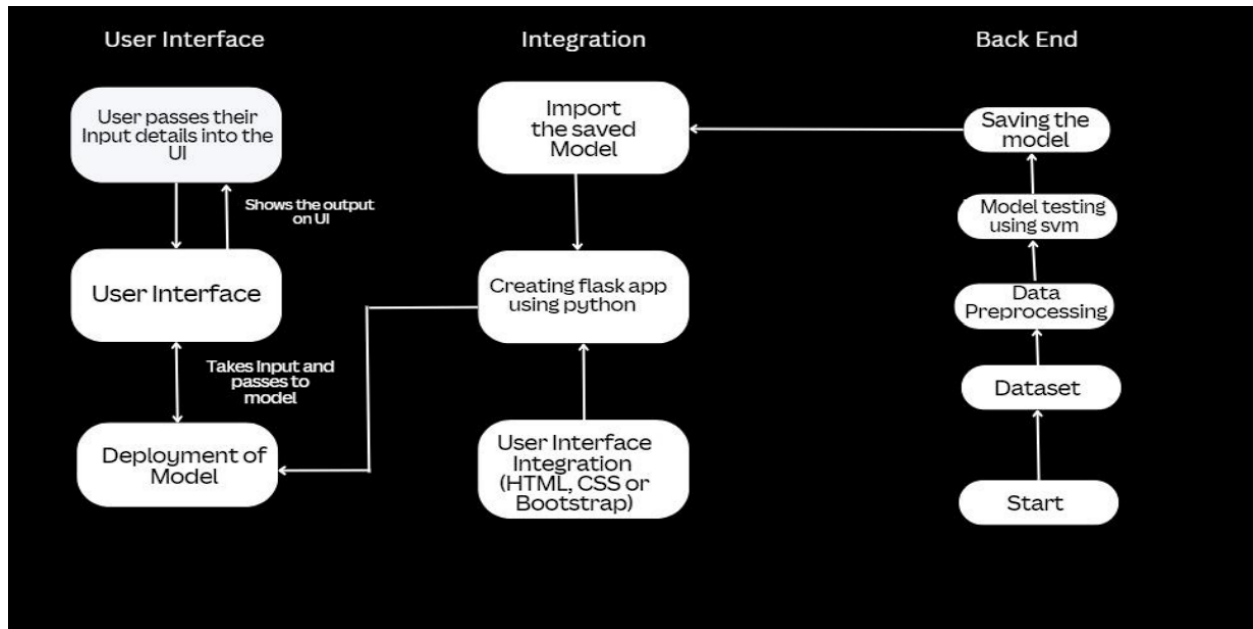 User Interface
Integration
Back End
User passes their
Input details into the
UI
Shows the output
on UI
User Interface
Takes Input and
passes to
model
Deployment of
Model
Import
the saved
Model
Creating flask app
using python
User Interface
Integration
(HTML, CSS or
Bootstrap)
Saving the
model
Model testing
using svm
Data
Preprocessing
Dataset
Start